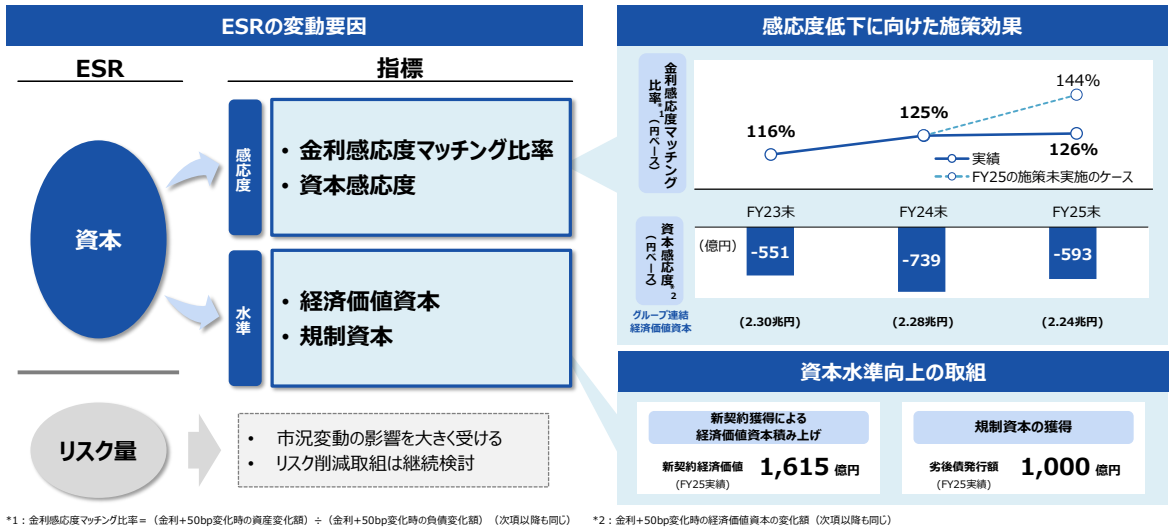 ESRの変動要因
ESR
指標
資本
感応度
・ 金利感応度マッチング比率
・ 資本感応度
水準
・ 経済価値資本
・ 規制資本
リスク量
• 市況変動の影響を大きく受ける
• リスク削減取組は継続検討
感応度低下に向けた施策効果
金利感応度マッチング
比率*1（円ベース）
116%
125%
144%
126%
実績
FY25の施策未実施のケース
FY23末
FY24末
FY25末
資本感応度*2
（円ベース）
（億円）
-551
-739
-593
グループ連結
経済価値資本
(2.30兆円)
(2.28兆円)
(2.24兆円)
資本水準向上の取組
新契約獲得による
経済価値資本積み上げ
新契約経済価値
(FY25実績)
1,615 億円
規制資本の獲得
劣後債発行額
(FY25実績)
1,000 億円
*1：金利感応度マッチング比率＝（金利+50bp変化時の資産変化額）÷（金利+50bp変化時の負債変化額）（次項以降も同じ）
*2：金利+50bp変化時の経済価値資本の変化額（次項以降も同じ）